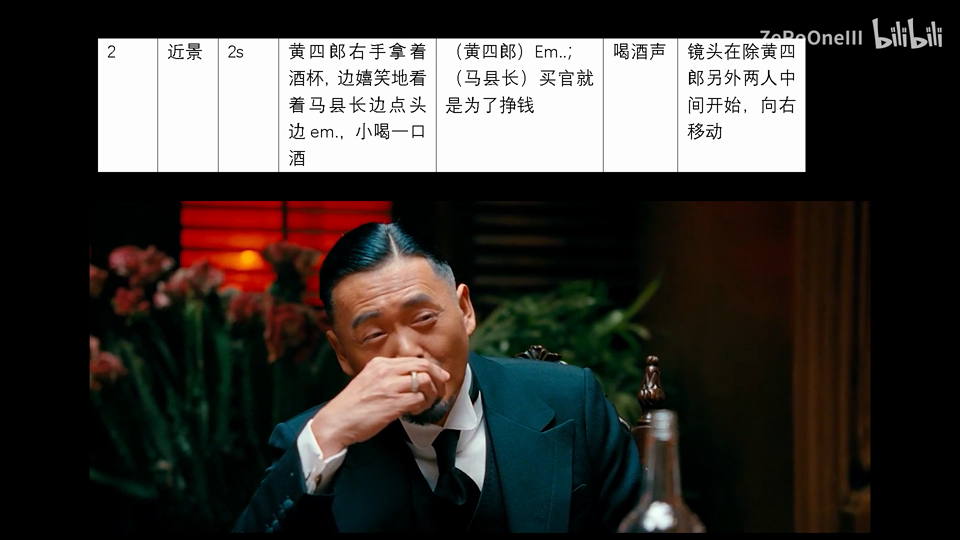 ZeRoOneIII bilibili
2
近景
2s
黄四郎右手拿着
酒杯, 边嬉笑地看
着马县长边点头
边 em.，小喝一口
酒
（黄四郎）Em..；
（马县长）买官就
是为了挣钱
喝酒声
镜头在除黄四
郎另外两人中
间开始，向右
移动